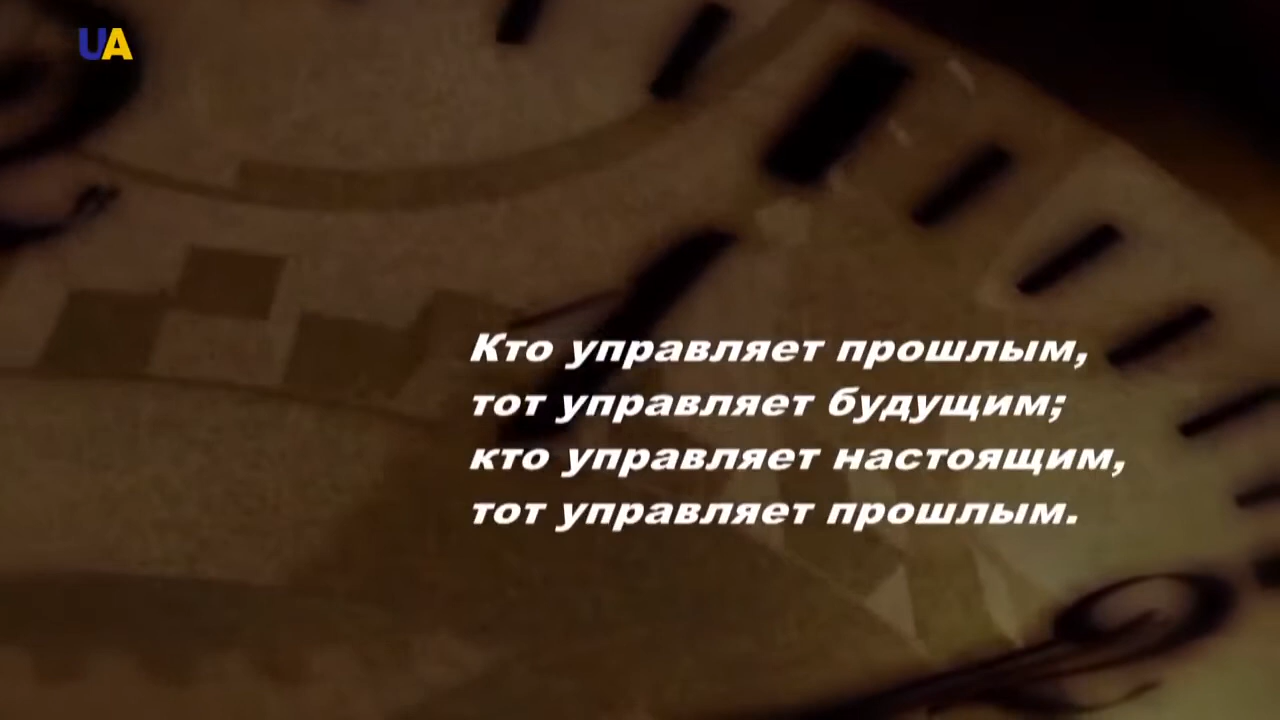 UA
Кто управляет прошлым,
тот управляет будущим;
кто управляет настоящим,
тот управляет прошлым.